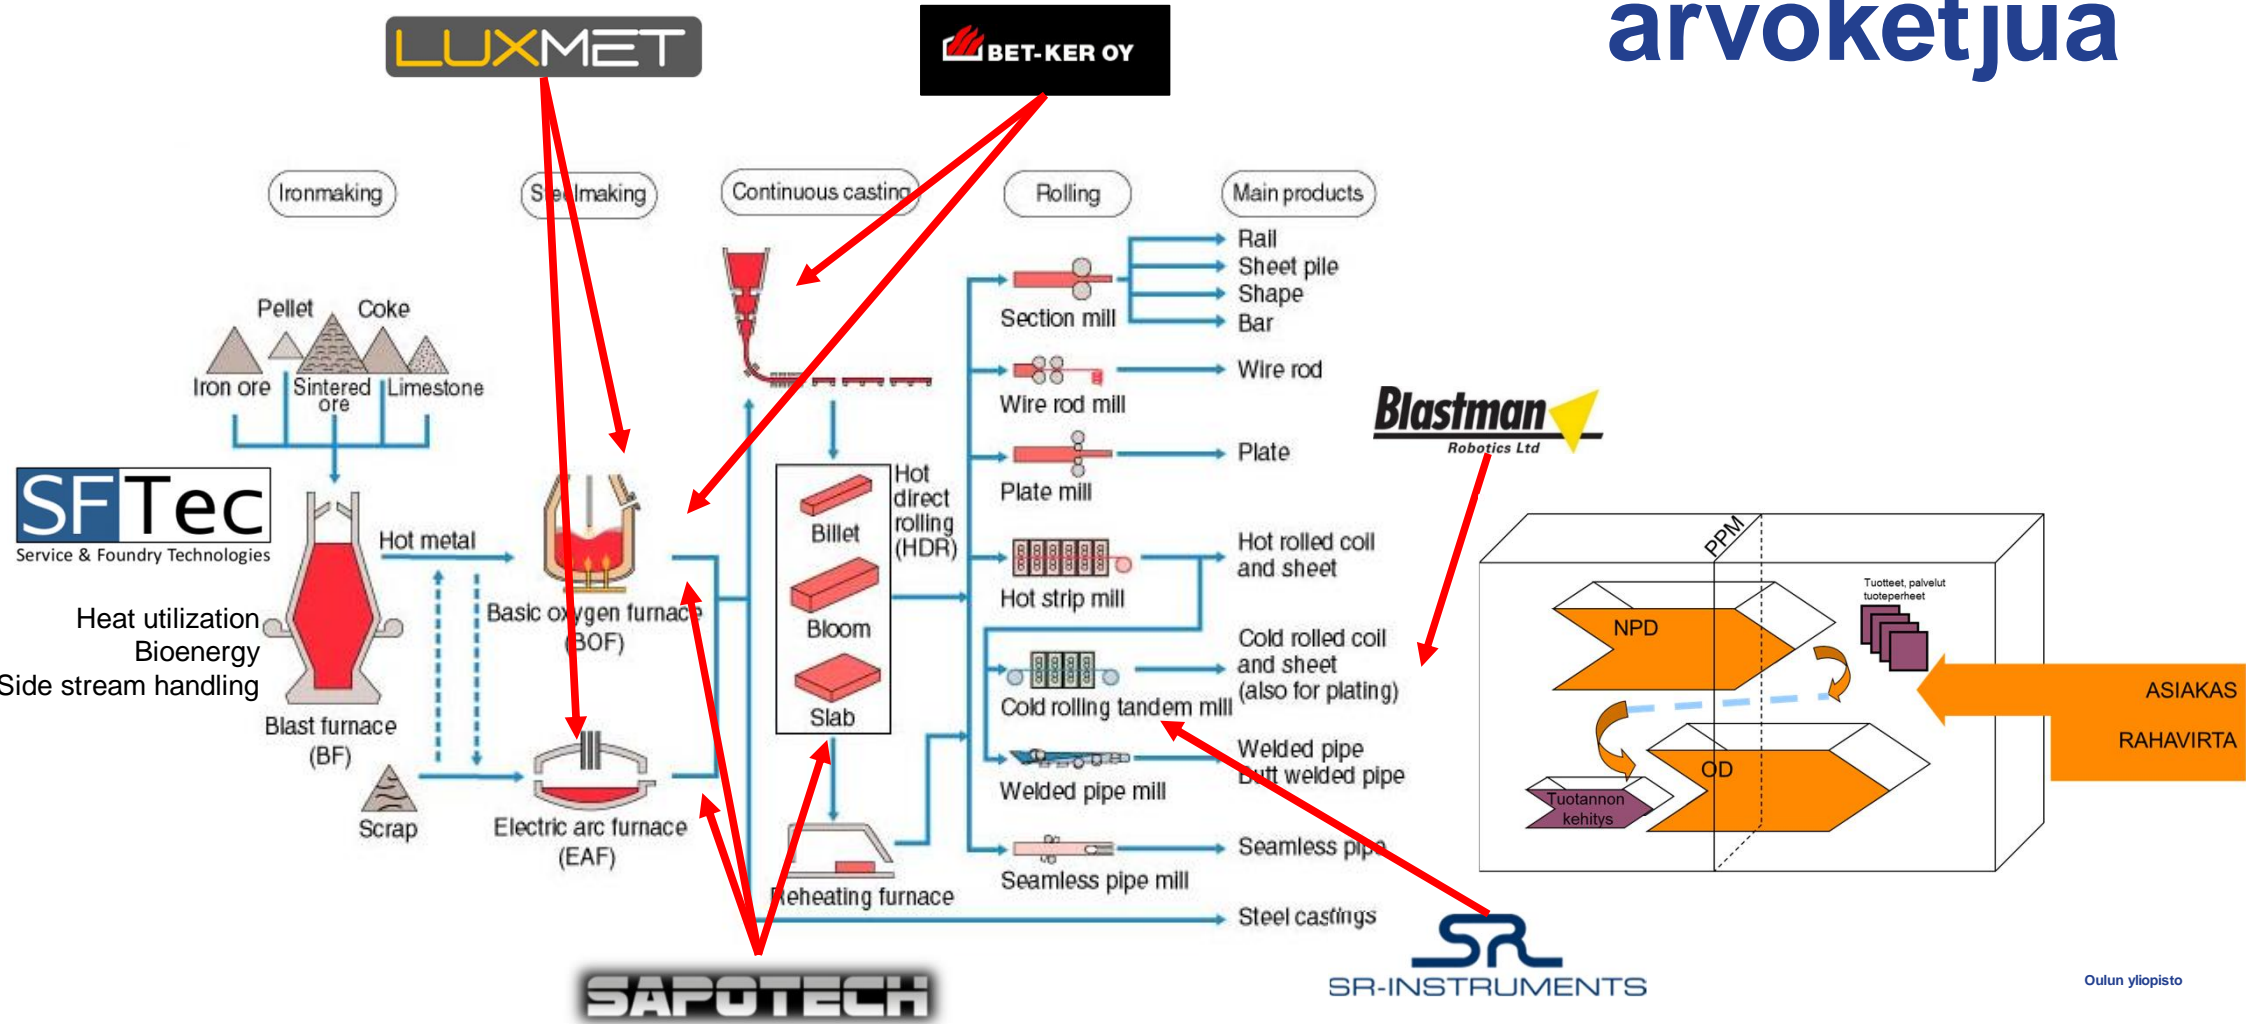 arvoketjua
LUXMET
BET-KER OY
Ironmaking
Steelmaking
Continuous casting
Rolling
Main products
Pellet
Coke
Iron ore
Sintered
ore
Limestone
SFTec
Service & Foundry Technologies
Heat utilization
Bioenergy
Side stream handling
Hot metal
Blast furnace
(BF)
Scrap
Basic oxygen furnace
(BOF)
Electric arc furnace
(EAF)
Hot
direct
rolling
(HDR)
Billet
Bloom
Slab
Reheating furnace
Section mill
Wire rod mill
Plate mill
Hot strip mill
Cold rolling tandem mill
Welded pipe mill
Seamless pipe mill
Rail
Sheet pile
Shape
Bar
Wire rod
Plate
Hot rolled coil
and sheet
Cold rolled coil
and sheet
(also for plating)
Welded pipe
Butt welded pipe
Seamless pipe
Steel castings
Blastman
Robotics Ltd
PPM
NPD
Tuotteet, palvelut
tuoteperheet
OD
Tuotannon
kehitys
ASIAKAS
RAHAVIRTA
SAPOTECH
SR
SR-INSTRUMENTS
Oulun yliopisto